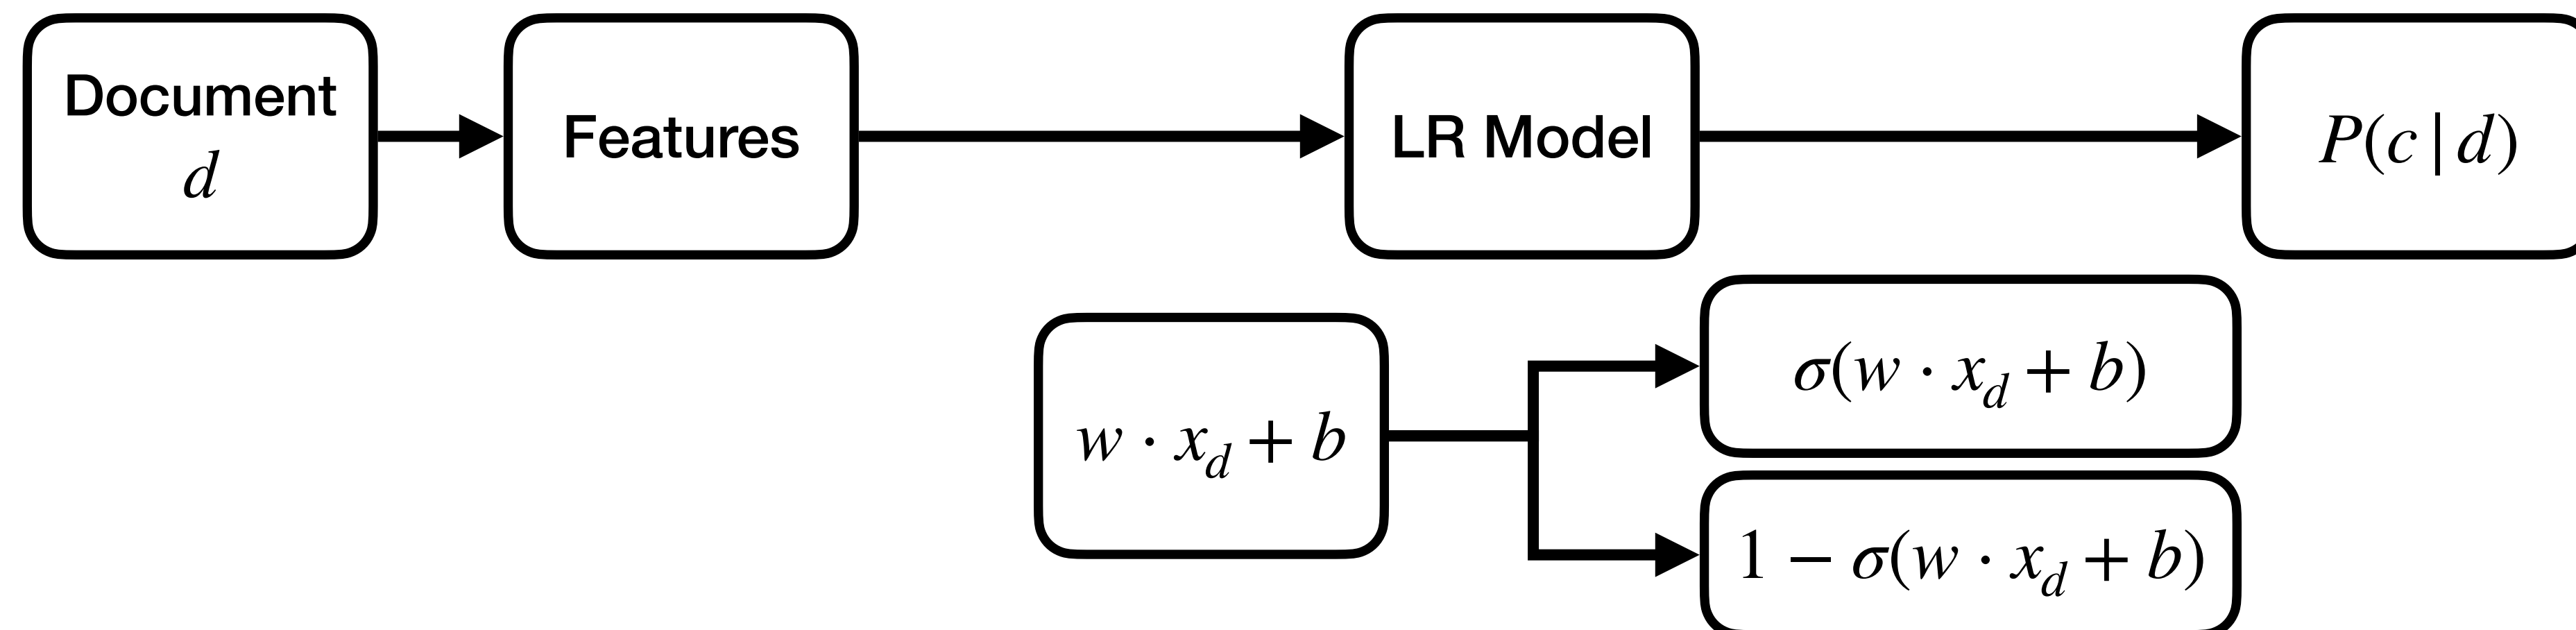 Document
d
Features
LR Model
P(c | d)
w · x_d + b
σ(w · x_d + b)
1 − σ(w · x_d + b)